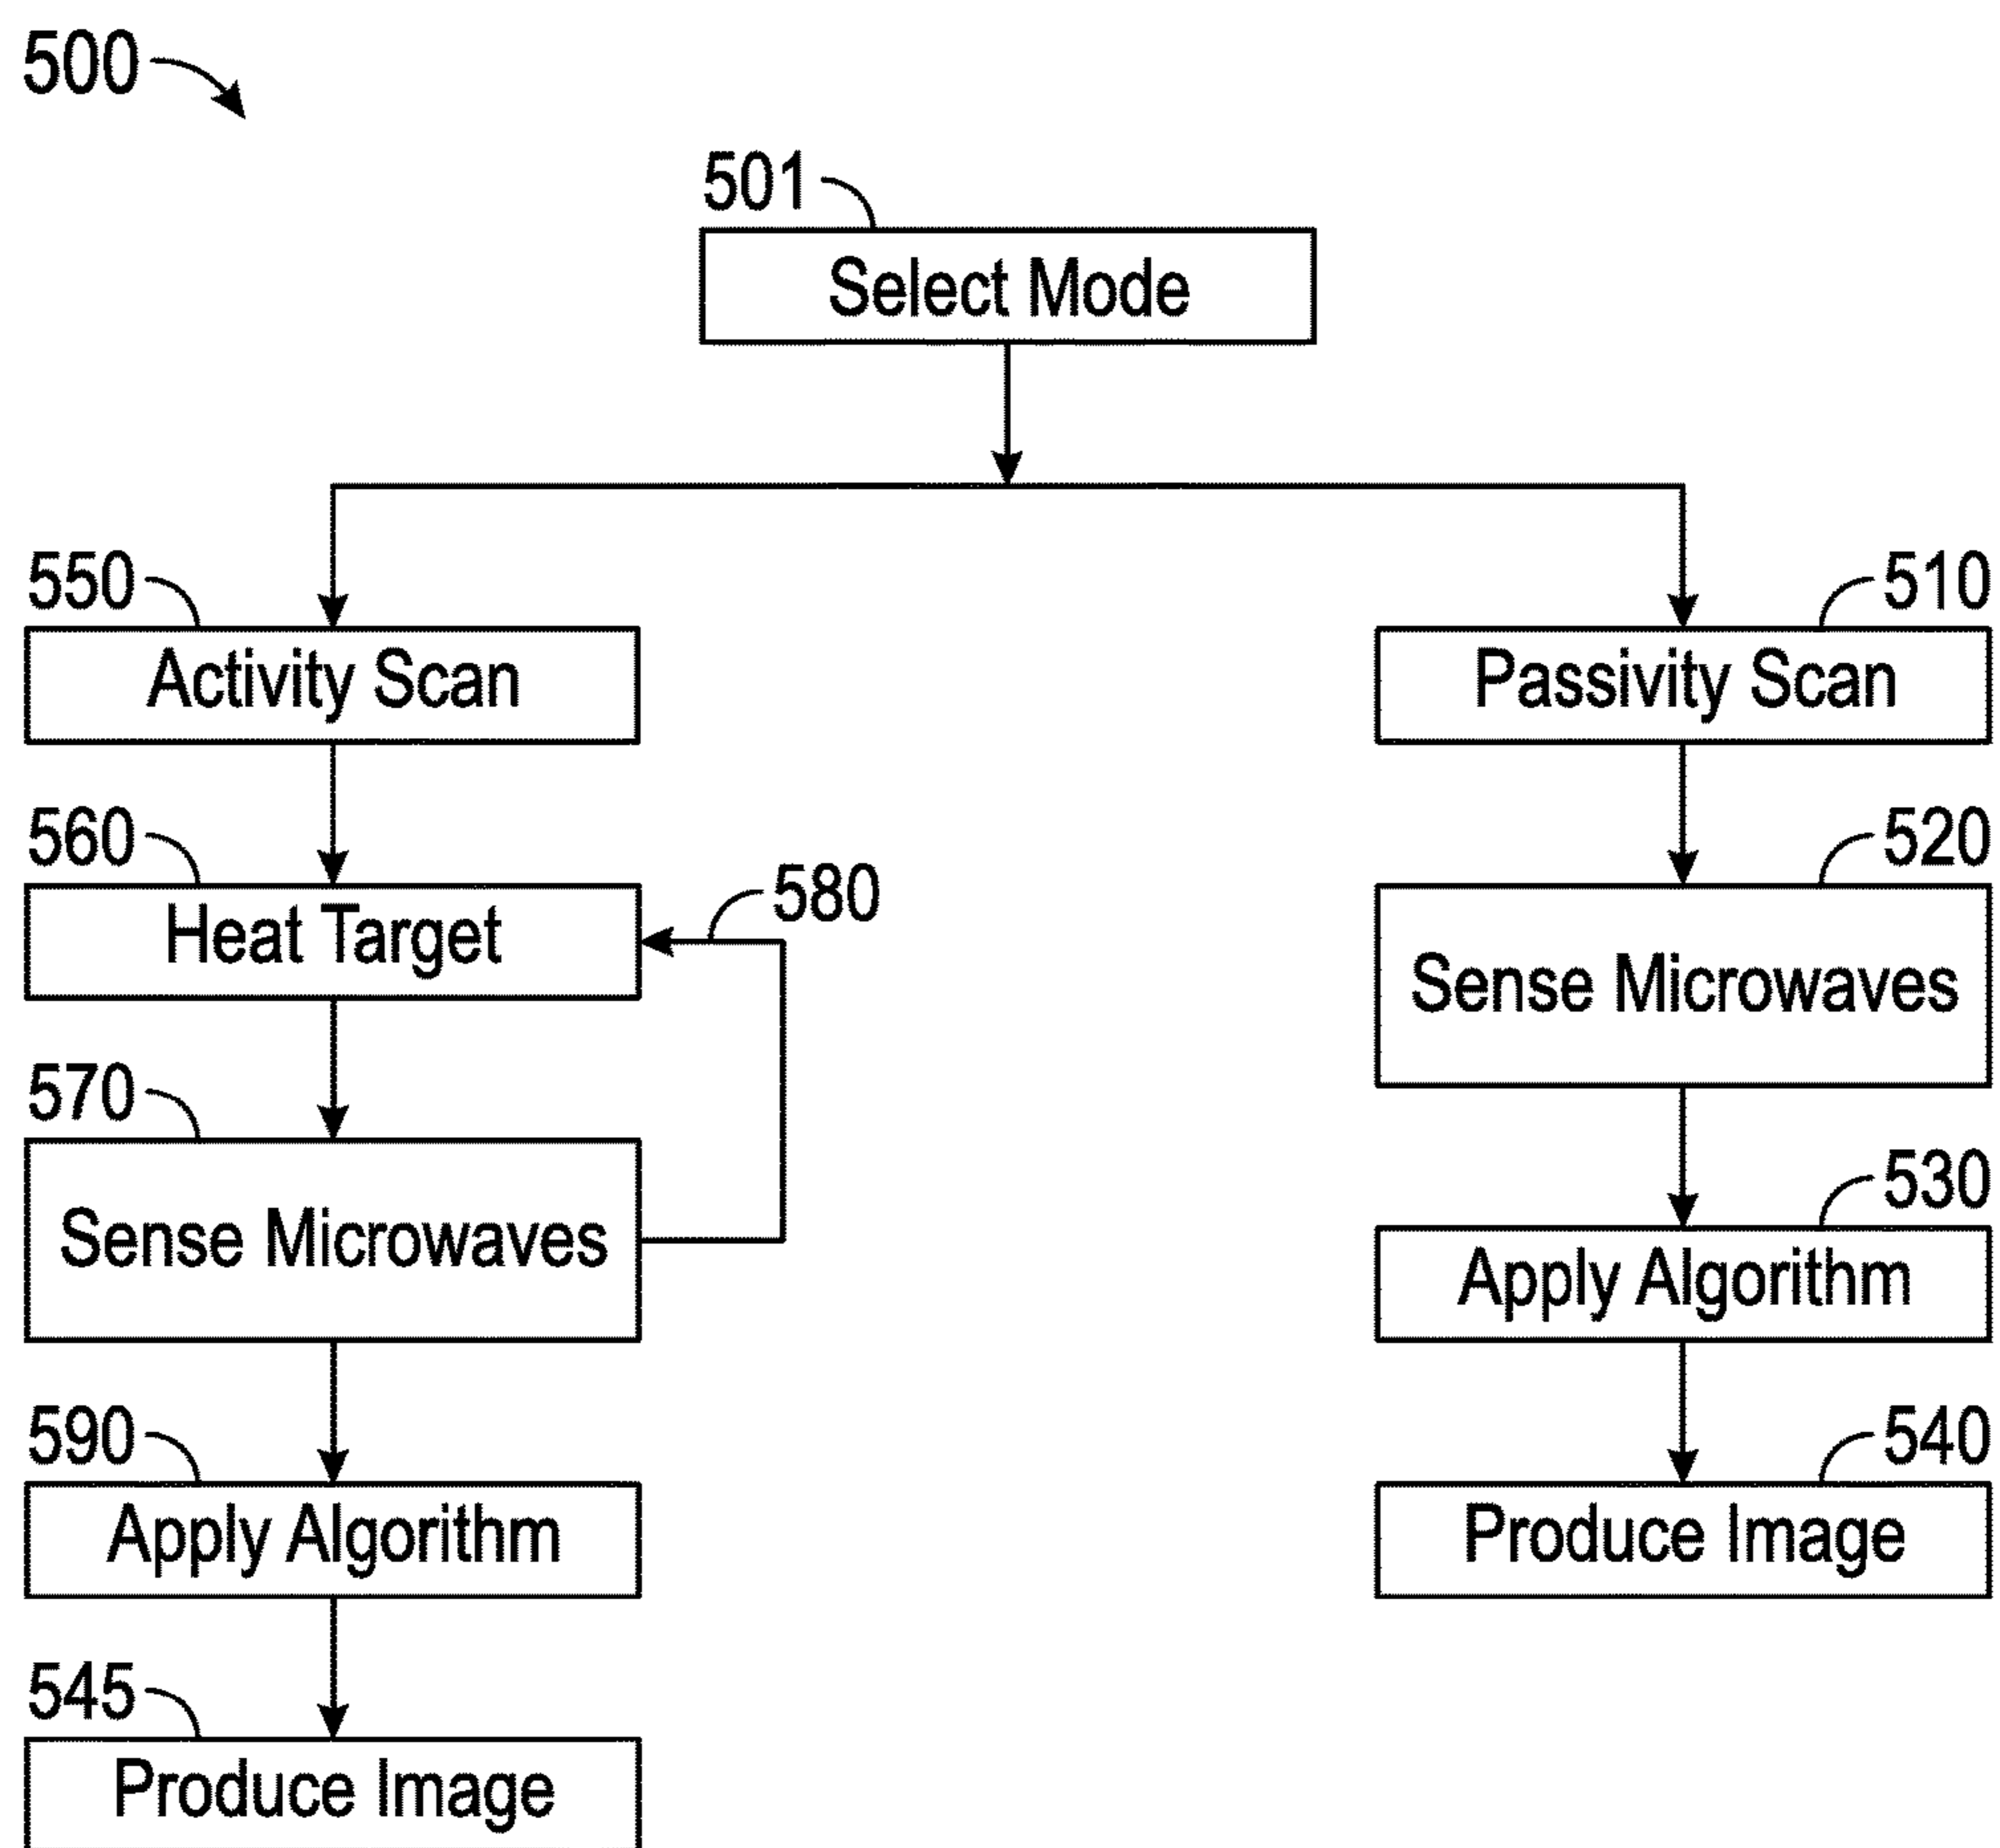 500
501
Select Mode
550
510
Activity Scan
Passivity Scan
560
520
580
Heat Target
Sense Microwaves
570
530
Sense Microwaves
Apply Algorithm
590
540
Apply Algorithm
Produce Image
545
Produce Image